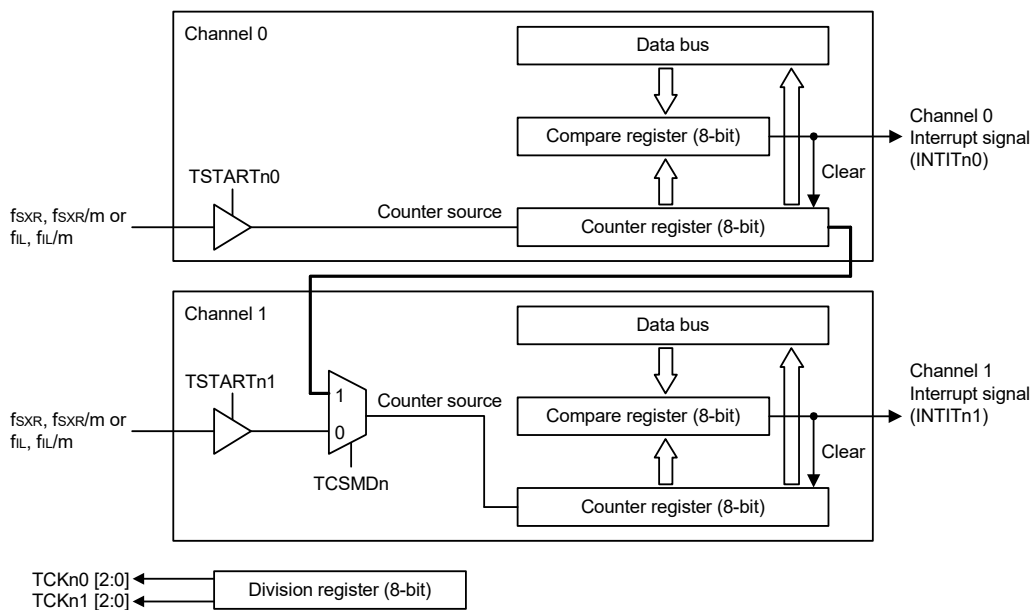 Channel 0
Data bus
Compare register (8-bit)
Channel 0
Interrupt signal
(INTITn0)
Clear
TSTARTn0
fSXR, fSXR/m or
fIL, fIL/m
Counter source
Counter register (8-bit)
Channel 1
Data bus
TSTARTn1
Channel 1
Interrupt signal
(INTITn1)
fSXR, fSXR/m or
fIL, fIL/m
1
0
Counter source
Compare register (8-bit)
Clear
TCSMDn
Counter register (8-bit)
TCKn0 [2:0]
TCKn1 [2:0]
Division register (8-bit)